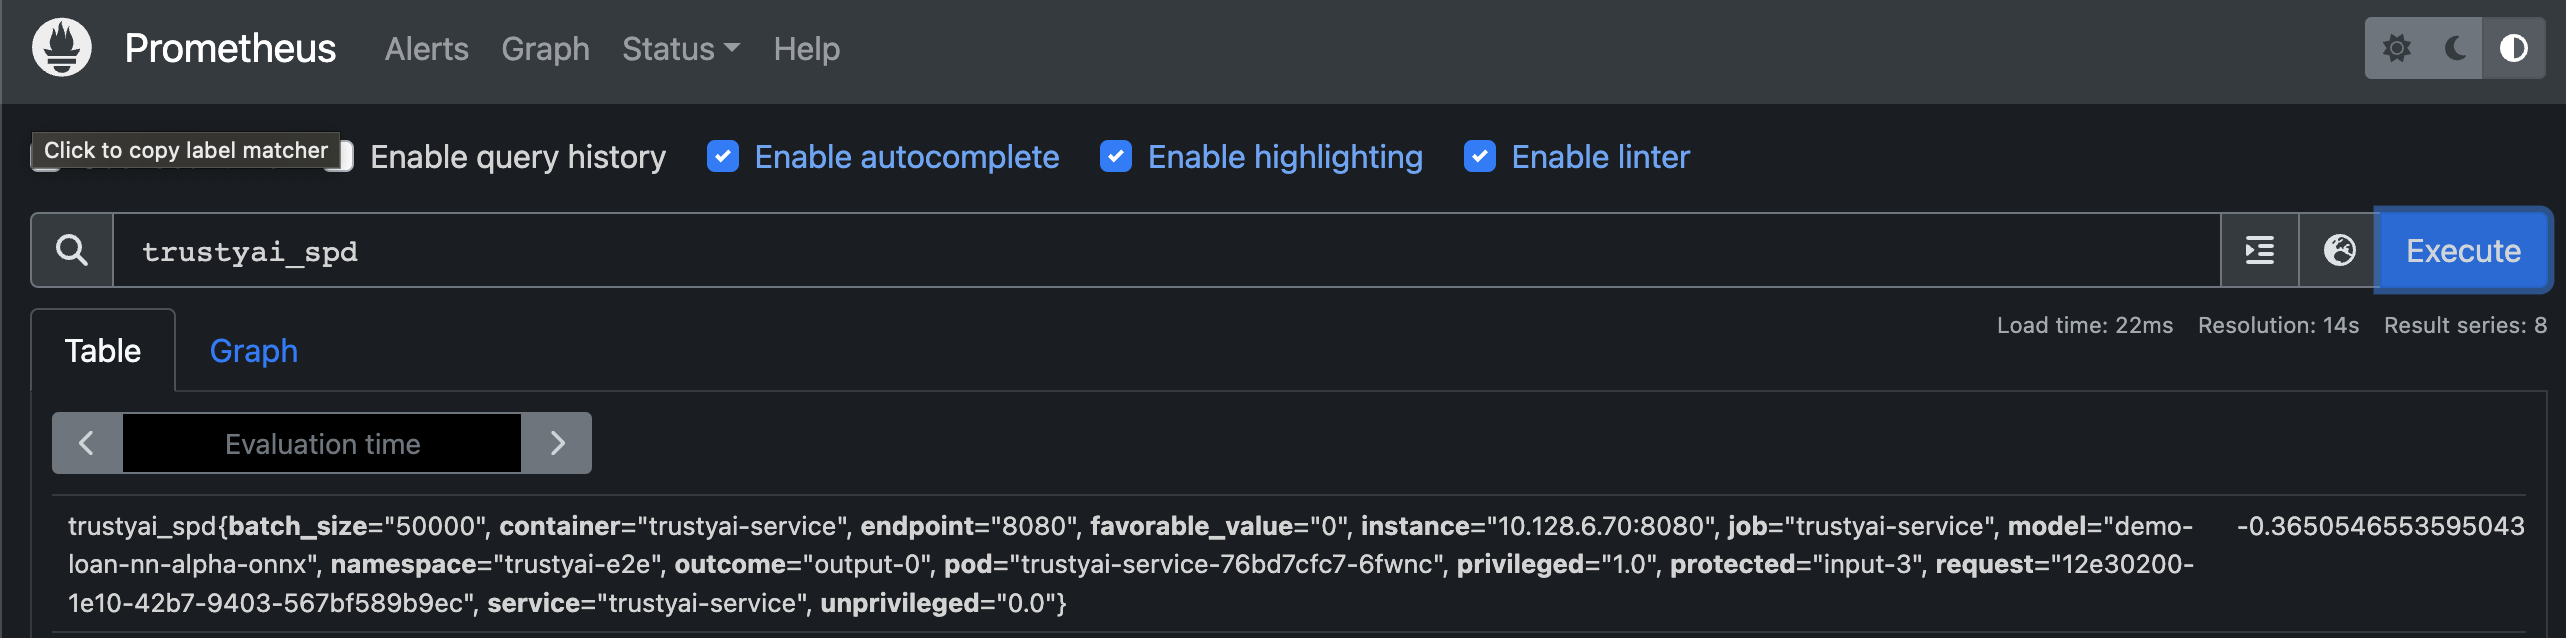 Prometheus Alerts Graph Status Help
Click to copy label matcher Enable query history Enable autocomplete Enable highlighting Enable linter
trustyai_spd Execute
Load time: 22ms Resolution: 14s Result series: 8
Table Graph
Evaluation time
trustyai_spd{batch_size="50000", container="trustyai-service", endpoint="8080", favorable_value="0", instance="10.128.6.70:8080", job="trustyai-service", model="demo- -0.3650546553595043
loan-nn-alpha-onnx", namespace="trustyai-e2e", outcome="output-0", pod="trustyai-service-76bd7cfc7-6fwnc", privileged="1.0", protected="input-3", request="12e30200-
1e10-42b7-9403-567bf589b9ec", service="trustyai-service", unprivileged="0.0"}